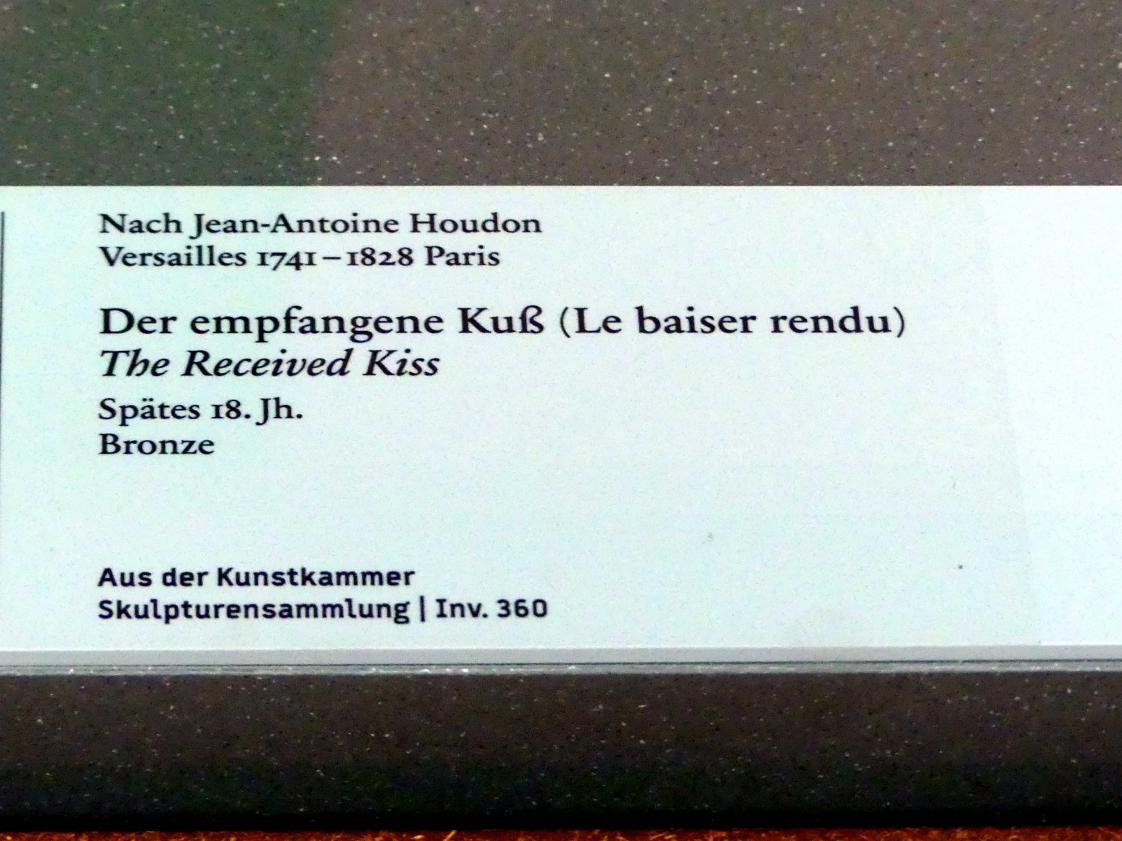 Nach Jean-Antoine Houdon
Versailles 1741–1828 Paris
Der empfangene Kuß (Le baiser rendu)
The Received Kiss
Spätes 18. Jh.
Bronze
Aus der Kunstkammer
Skulpturensammlung | Inv. 360